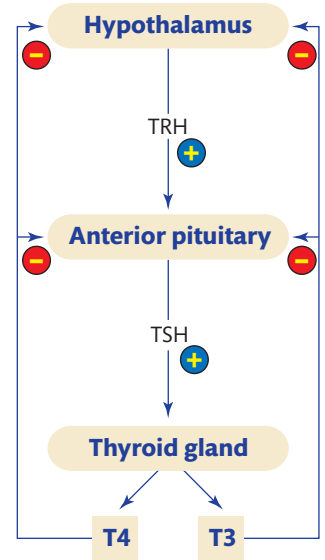 Hypothalamus
−
−
TRH
+
Anterior pituitary
−
−
TSH
+
Thyroid gland
T4
T3